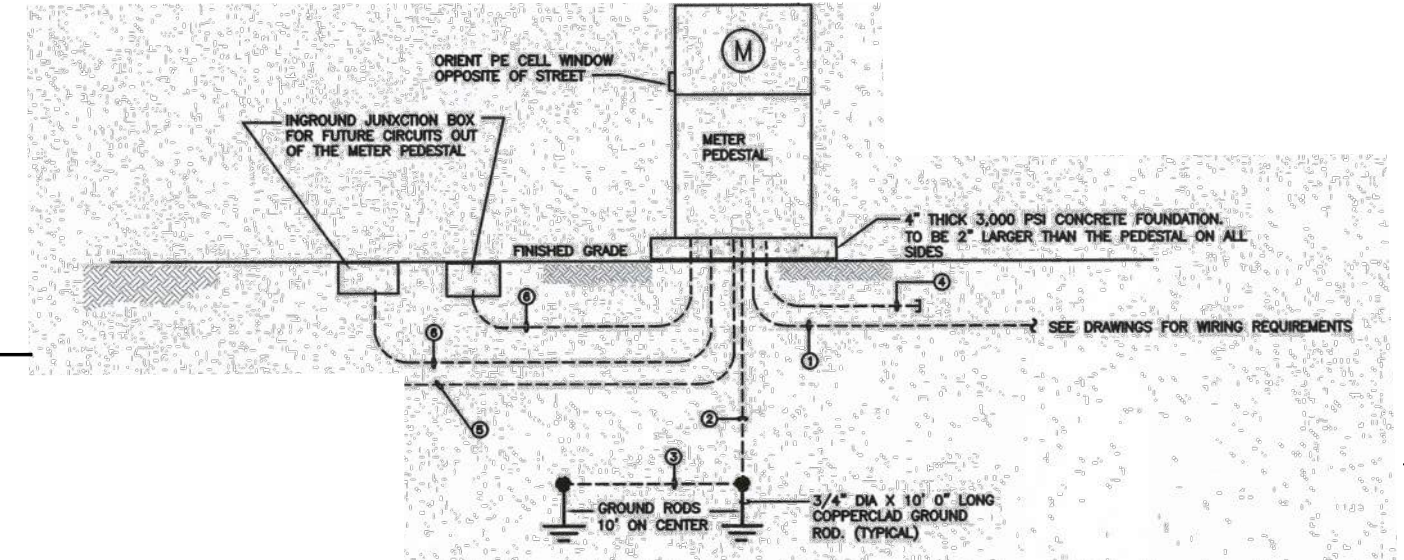 M
ORIENT PE CELL WINDOW
OPPOSITE OF STREET
INGROUND JUNXCTION BOX
FOR FUTURE CIRCUITS OUT
OF THE METER PEDESTAL
METER
PEDESTAL
4" THICK 3,000 PSI CONCRETE FOUNDATION.
TO BE 2" LARGER THAN THE PEDESTAL ON ALL
SIDES
FINISHED GRADE
4
6
SEE DRAWINGS FOR WIRING REQUIREMENTS
6
1
2
5
3
GROUND RODS
10' ON CENTER
3/4" DIA X 10' 0" LONG
COPPERCLAD GROUND
ROD. (TYPICAL)